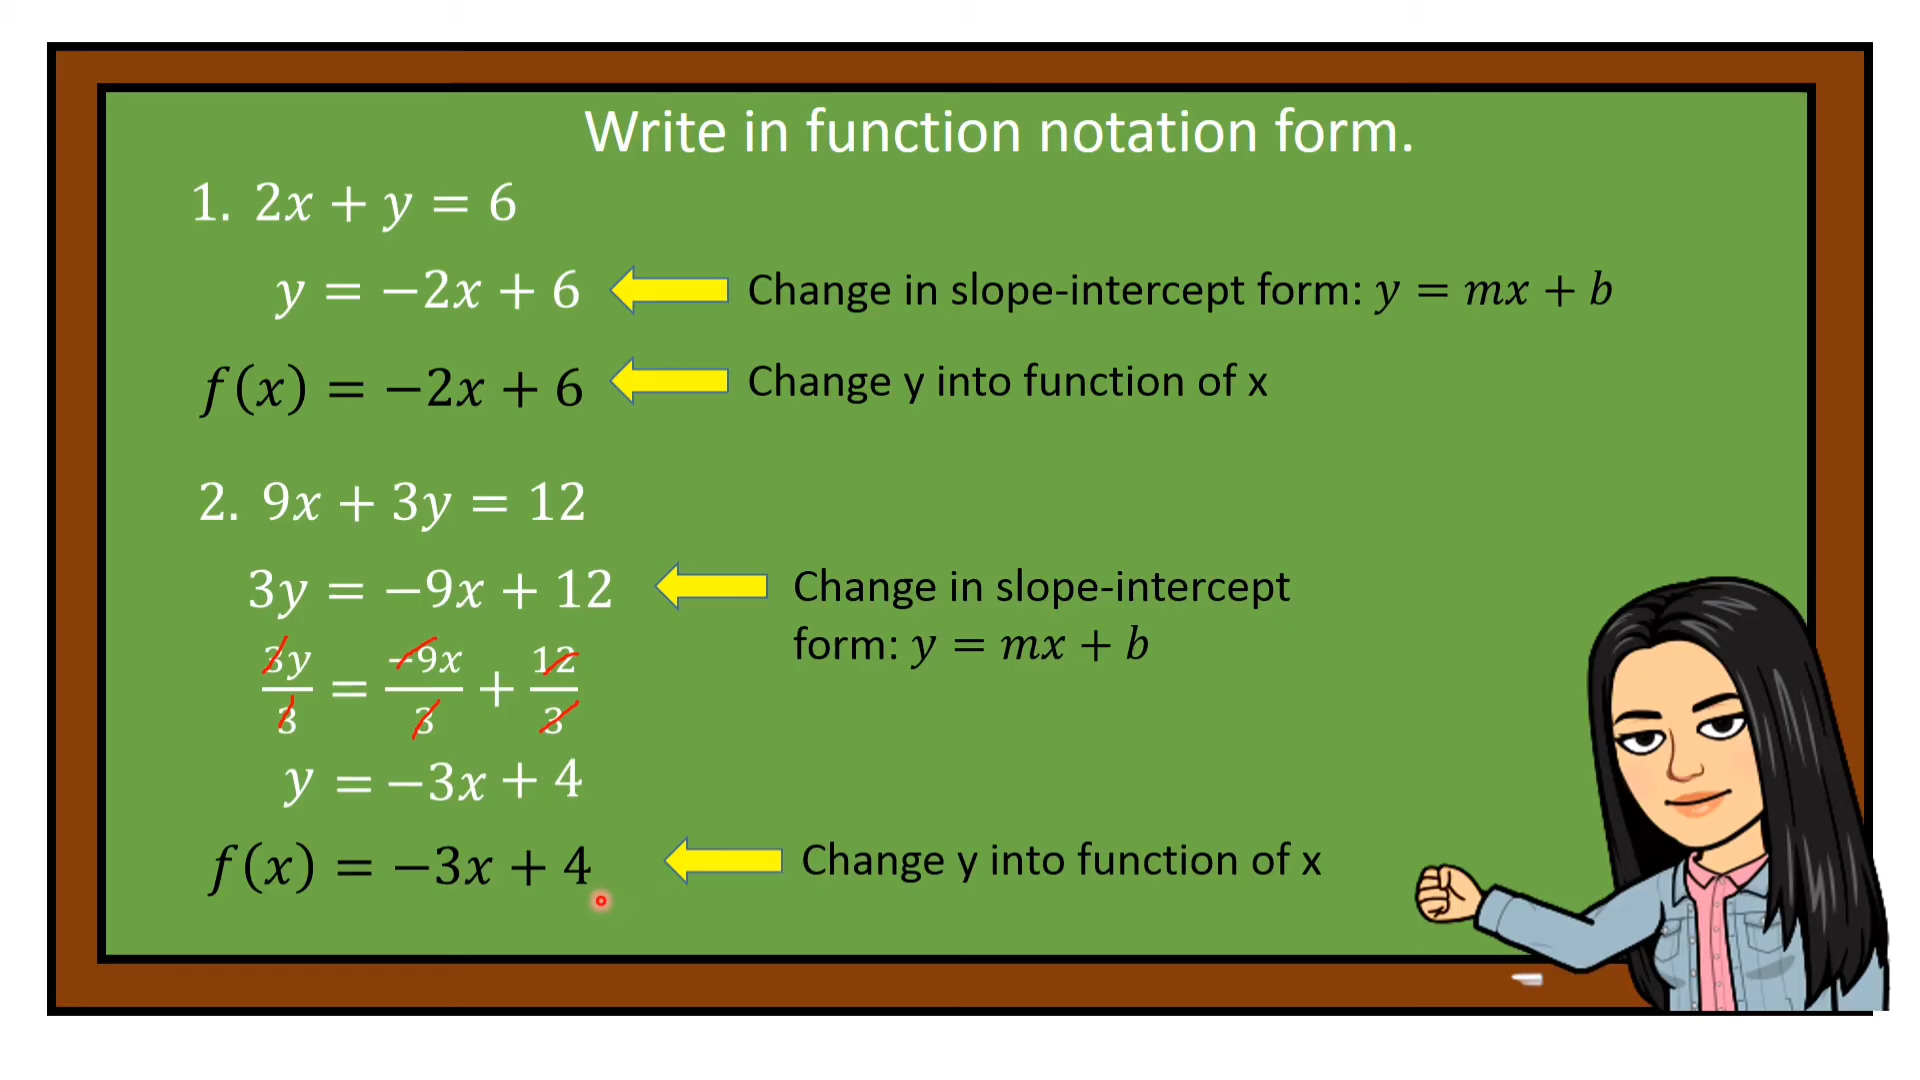 Write in function notation form.
1. 2x + y = 6
y = −2x + 6 Change in slope-intercept form: y = mx + b
f(x) = −2x + 6 Change y into function of x
2. 9x + 3y = 12
3y = −9x + 12 Change in slope-intercept
form: y = mx + b
3y/3 = −9x/3 + 12/3
y = −3x + 4
f(x) = −3x + 4 Change y into function of x